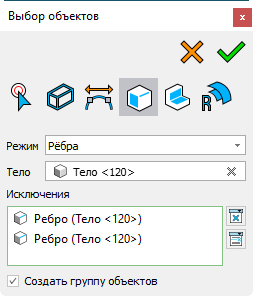 Выбор объектов
Режим Рёбра
Тело Тело <120>
Исключения
Ребро (Тело <120>)
Ребро (Тело <120>)
Создать группу объектов